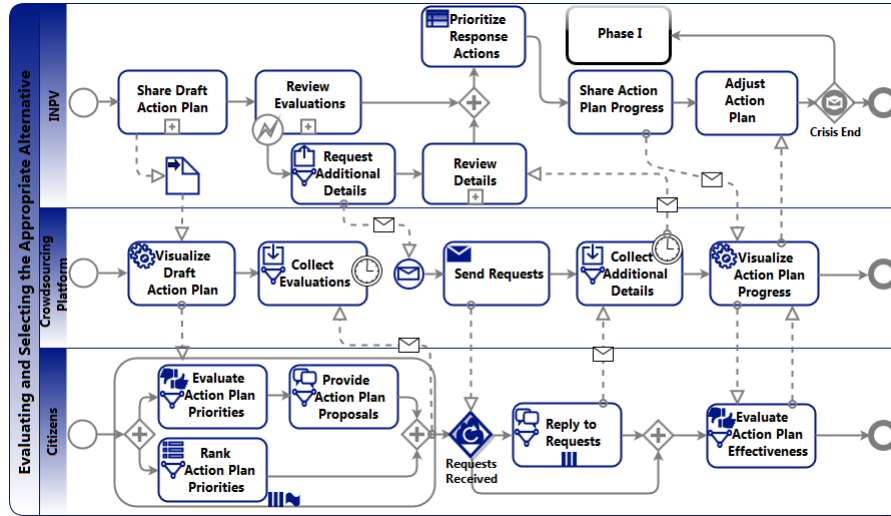 Evaluating and Selecting the Appropriate Alternative
INPV
Share Draft
Action Plan
Review
Evaluations
Prioritize
Response
Actions
Phase I
Share Action
Plan Progress
Adjust
Action
Plan
Crisis End
Request
Additional
Details
Review
Details
Crowdsourcing
Platform
Visualize
Draft
Action Plan
Collect
Evaluations
Send Requests
Collect
Additional
Details
Visualize
Action Plan
Progress
Citizens
Evaluate
Action Plan
Priorities
Provide
Action Plan
Proposals
Rank
Action Plan
Priorities
Requests
Received
Reply to
Requests
Evaluate
Action Plan
Effectiveness